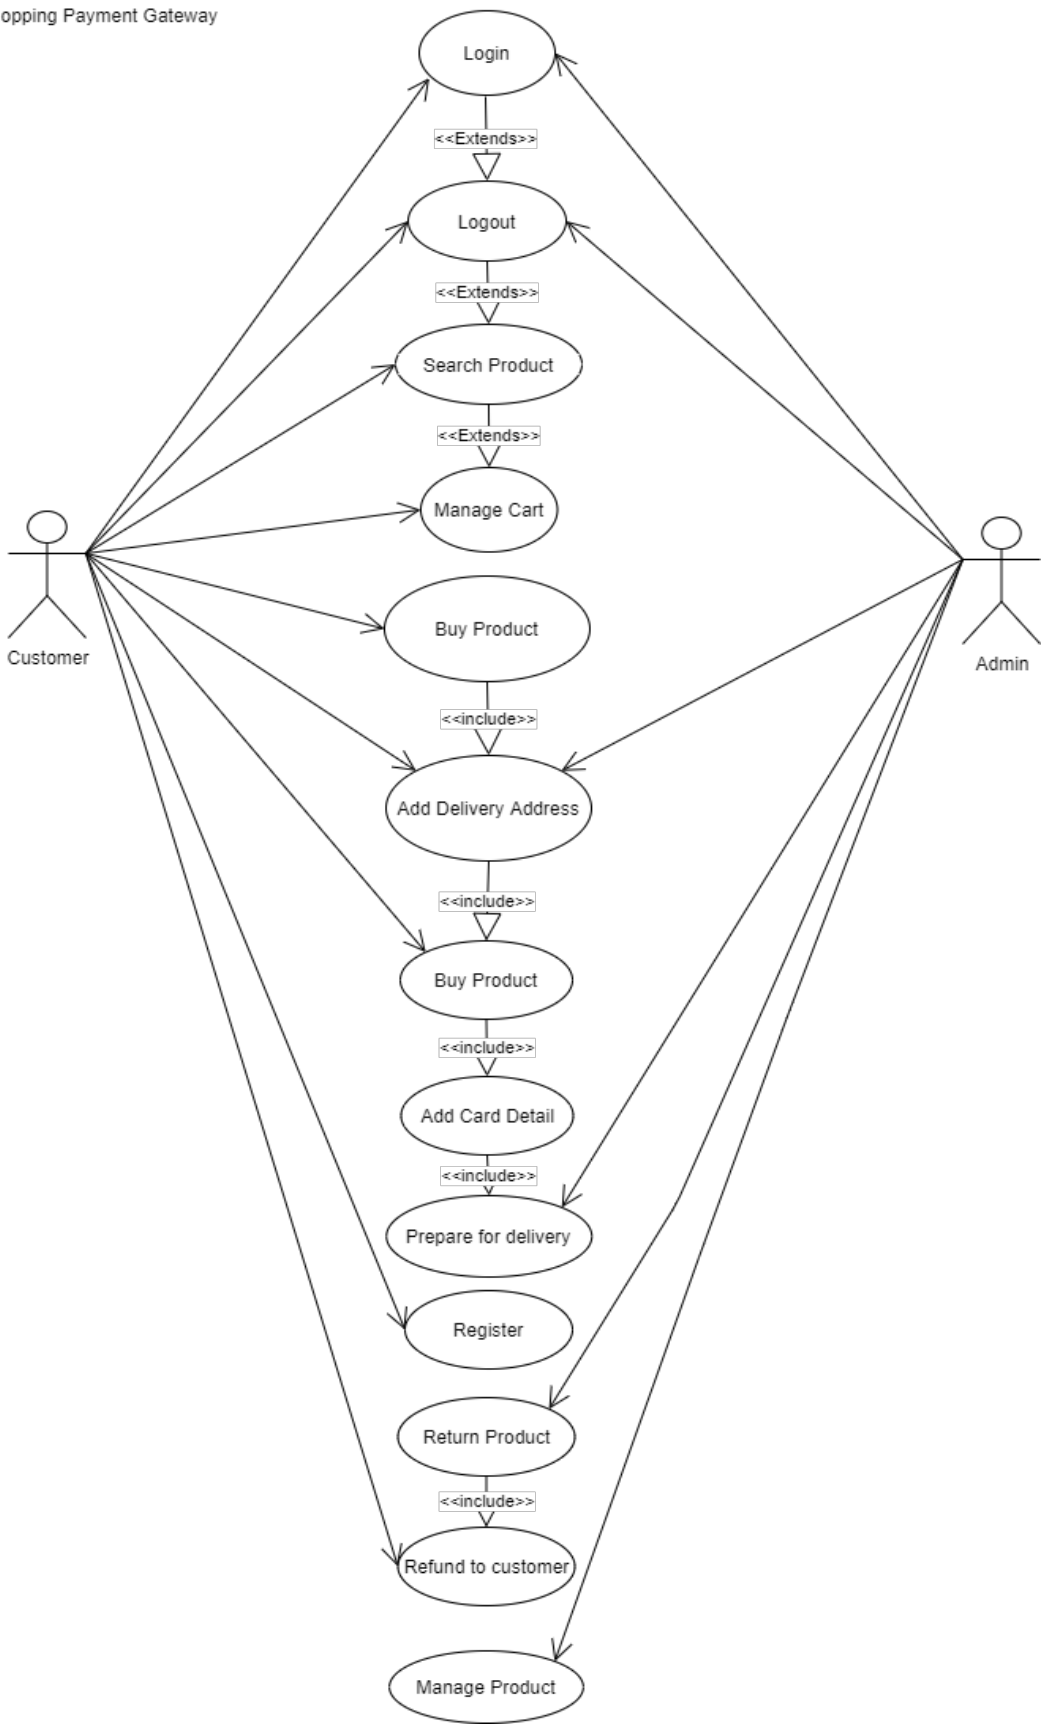 opping Payment Gateway
Login
<<Extends>>
Logout
<<Extends>>
Search Product
<<Extends>>
Manage Cart
Customer
Admin
Buy Product
<<include>>
Add Delivery Address
<<include>>
Buy Product
<<include>>
Add Card Detail
<<include>>
Prepare for delivery
Register
Return Product
<<include>>
Refund to customer
Manage Product